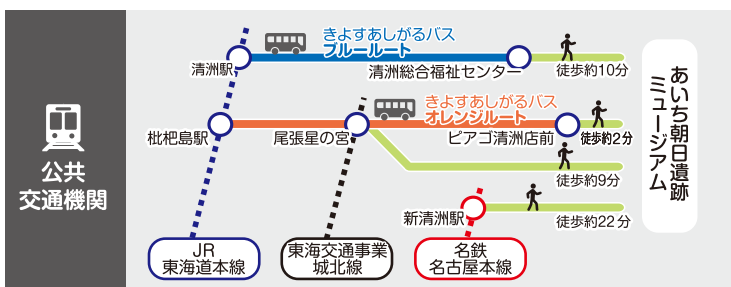 公共
交通機関
きよすあしがるバス
ブルールート
清洲駅
清洲総合福祉センター
徒歩約10分
きよすあしがるバス
オレンジルート
枇杷島駅
尾張星の宮
ピアゴ清洲店前
徒歩約2分
徒歩約9分
新清洲駅
徒歩約22分
JR
東海道本線
東海交通事業
城北線
名鉄
名古屋本線
あいち朝日遺跡
ミュージアム